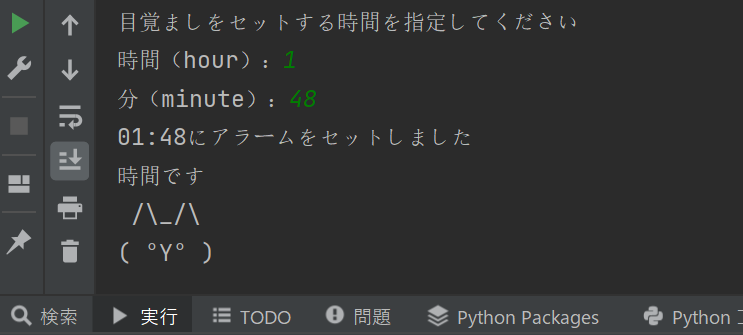 目覚ましをセットする時間を指定してください
時間（hour）：1
分（minute）：48
01:48にアラームをセットしました
時間です
 /\_/\
( °Y° )
検索 実行 TODO 問題 Python Packages Python